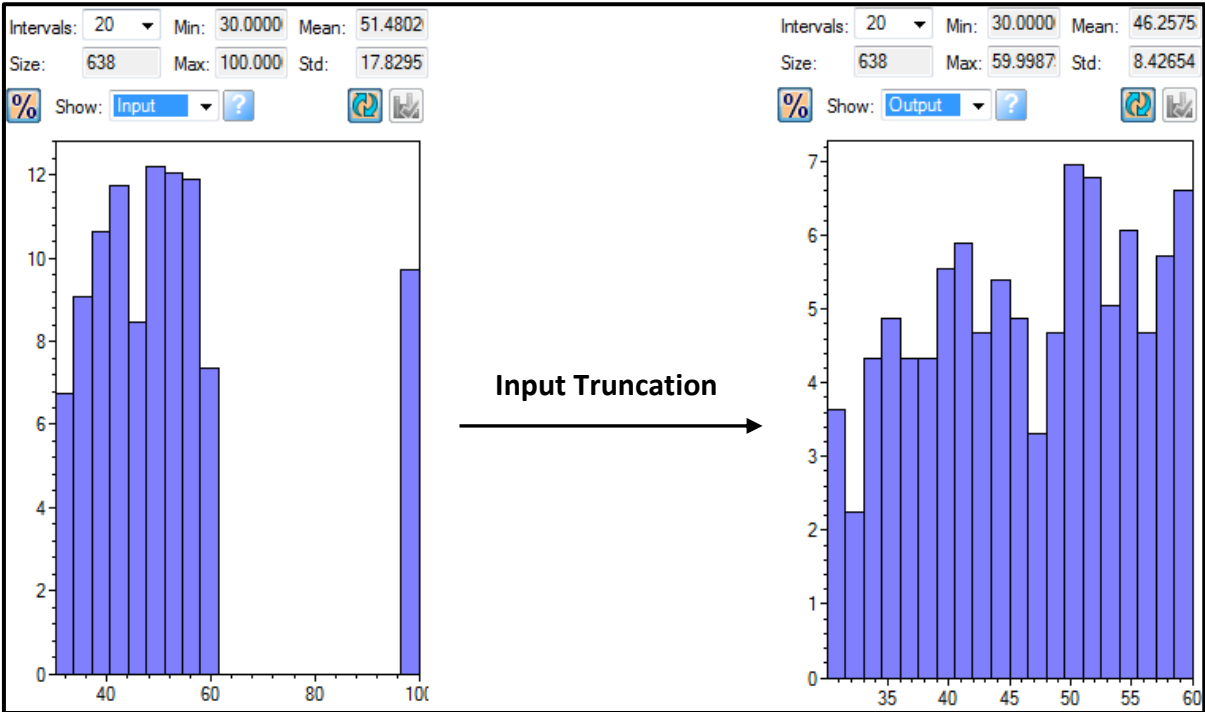 Intervals: 20 Min: 30.0000 Mean: 51.4802
Size: 638 Max: 100.000 Std: 17.8295
% Show: Input ?
12
10
8
6
4
2
0
40 60 80 100
Input Truncation
Intervals: 20 Min: 30.0000 Mean: 46.2575
Size: 638 Max: 59.9987 Std: 8.42654
% Show: Output ?
7
6
5
4
3
2
1
0
35 40 45 50 55 60